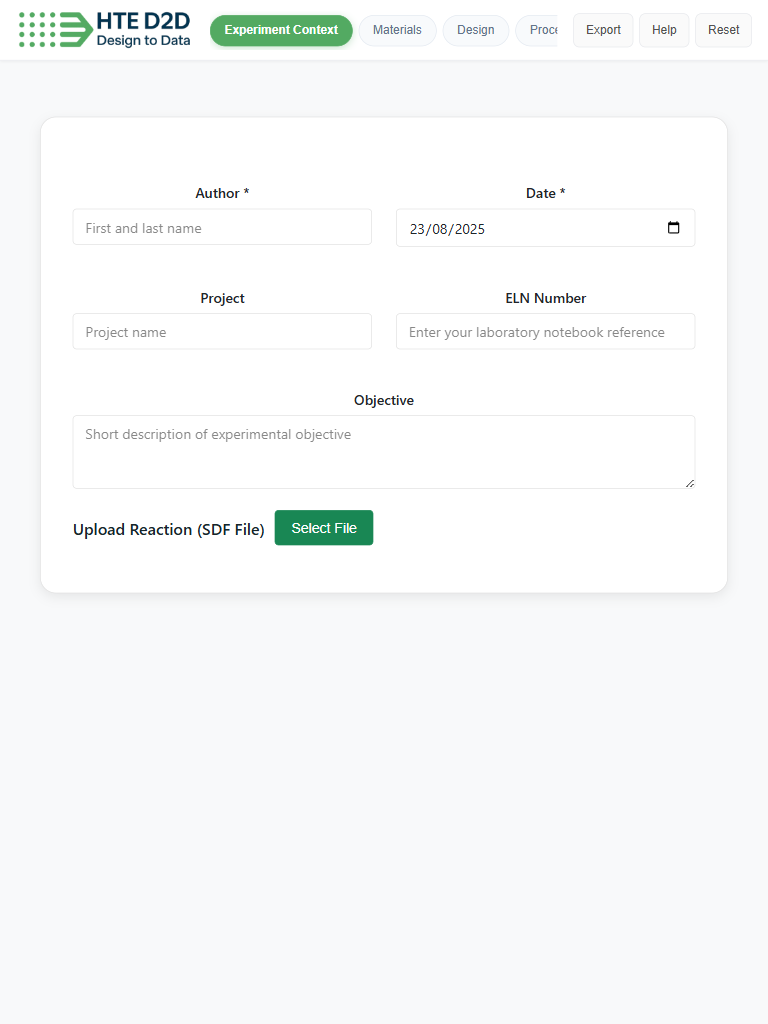 HTE D2D
Design to Data
Experiment Context
Materials
Design
Proce
Export
Help
Reset
Author *
Date *
First and last name
23/08/2025
Project
ELN Number
Project name
Enter your laboratory notebook reference
Objective
Short description of experimental objective
Upload Reaction (SDF File)
Select File